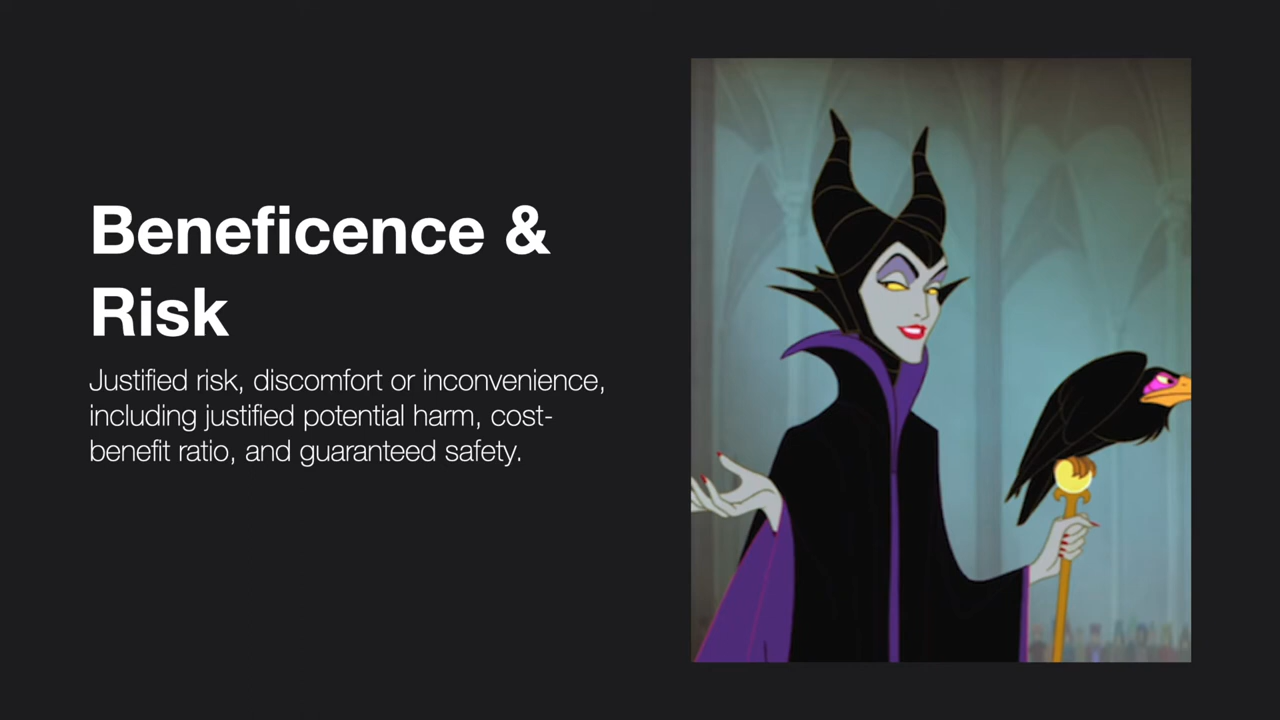 Beneficence &
Risk
Justified risk, discomfort or inconvenience,
including justified potential harm, cost-
benefit ratio, and guaranteed safety.